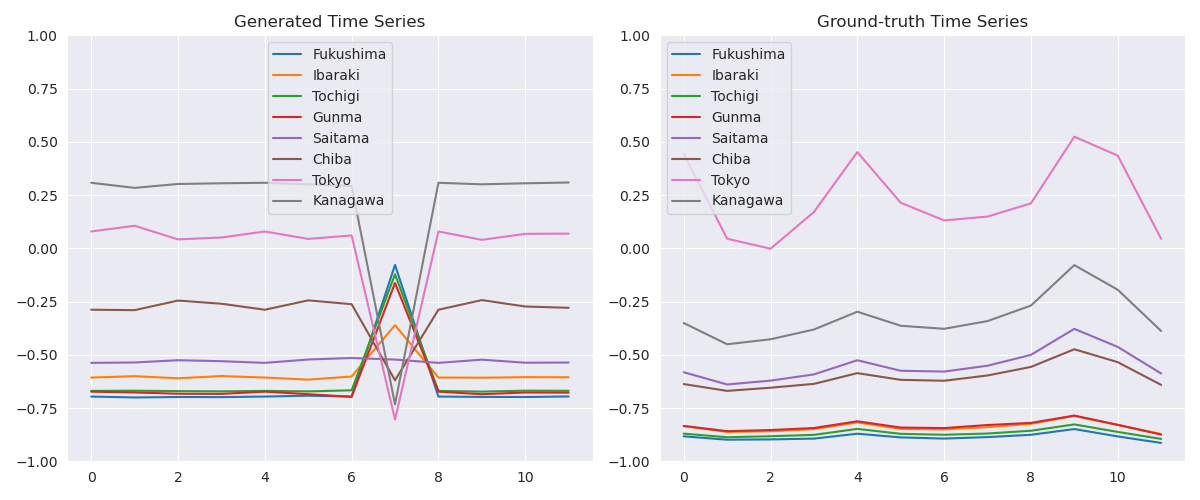 Generated Time Series
1.00
0.75
0.50
0.25
0.00
−0.25
−0.50
−0.75
−1.00
0 2 4 6 8 10
Fukushima
Ibaraki
Tochigi
Gunma
Saitama
Chiba
Tokyo
Kanagawa
Ground-truth Time Series
1.00
0.75
0.50
0.25
0.00
−0.25
−0.50
−0.75
−1.00
0 2 4 6 8 10
Fukushima
Ibaraki
Tochigi
Gunma
Saitama
Chiba
Tokyo
Kanagawa